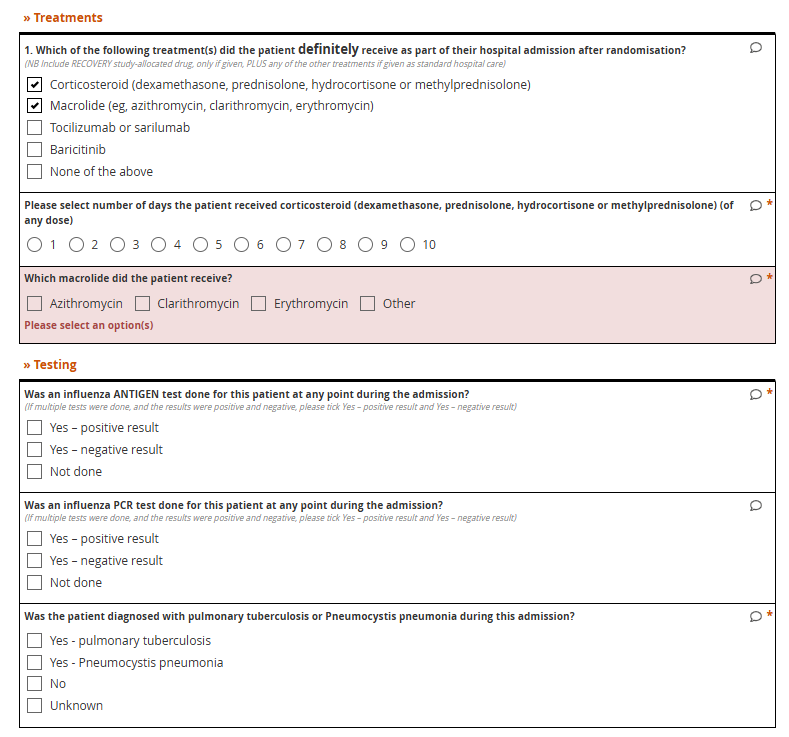 » Treatments
1. Which of the following treatment(s) did the patient definitely receive as part of their hospital admission after randomisation?
(NB Include RECOVERY study-allocated drug, only if given, PLUS any of the other treatments if given as standard hospital care)
Corticosteroid (dexamethasone, prednisolone, hydrocortisone or methylprednisolone)
Macrolide (eg, azithromycin, clarithromycin, erythromycin)
Tocilizumab or sarilumab
Baricitinib
None of the above
Please select number of days the patient received corticosteroid (dexamethasone, prednisolone, hydrocortisone or methylprednisolone) (of
any dose) *
1 2 3 4 5 6 7 8 9 10
Which macrolide did the patient receive? *
Azithromycin Clarithromycin Erythromycin Other
Please select an option(s)
» Testing
Was an influenza ANTIGEN test done for this patient at any point during the admission? *
(If multiple tests were done, and the results were positive and negative, please tick Yes – positive result and Yes – negative result)
Yes – positive result
Yes – negative result
Not done
Was an influenza PCR test done for this patient at any point during the admission?
(If multiple tests were done, and the results were positive and negative, please tick Yes – positive result and Yes – negative result)
Yes – positive result
Yes – negative result
Not done
Was the patient diagnosed with pulmonary tuberculosis or Pneumocystis pneumonia during this admission? *
Yes - pulmonary tuberculosis
Yes - Pneumocystis pneumonia
No
Unknown